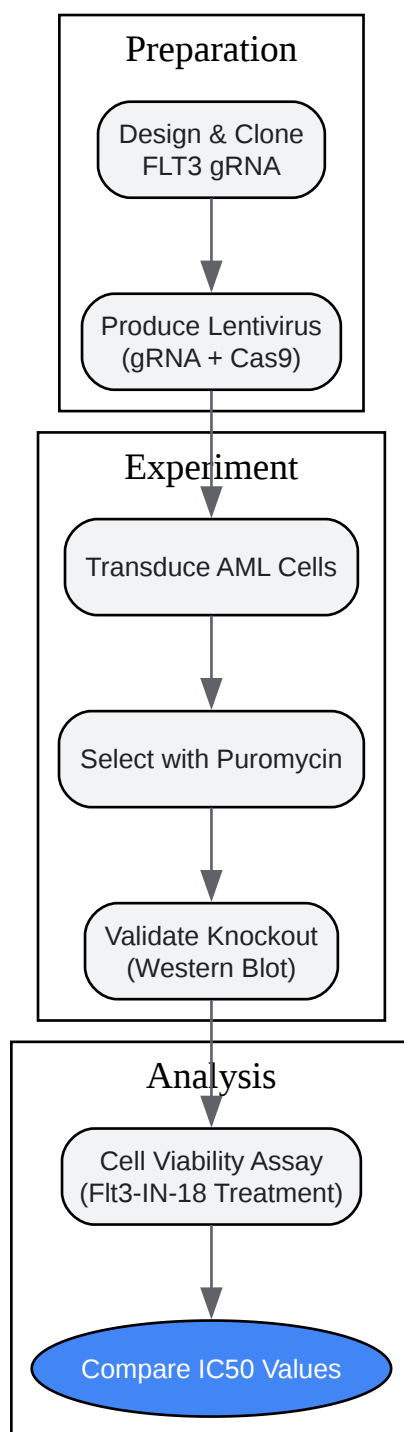 Preparation
Design & Clone
FLT3 gRNA
Produce Lentivirus
(gRNA + Cas9)
Experiment
Transduce AML Cells
Select with Puromycin
Validate Knockout
(Western Blot)
Analysis
Cell Viability Assay
(Flt3-IN-18 Treatment)
Compare IC50 Values